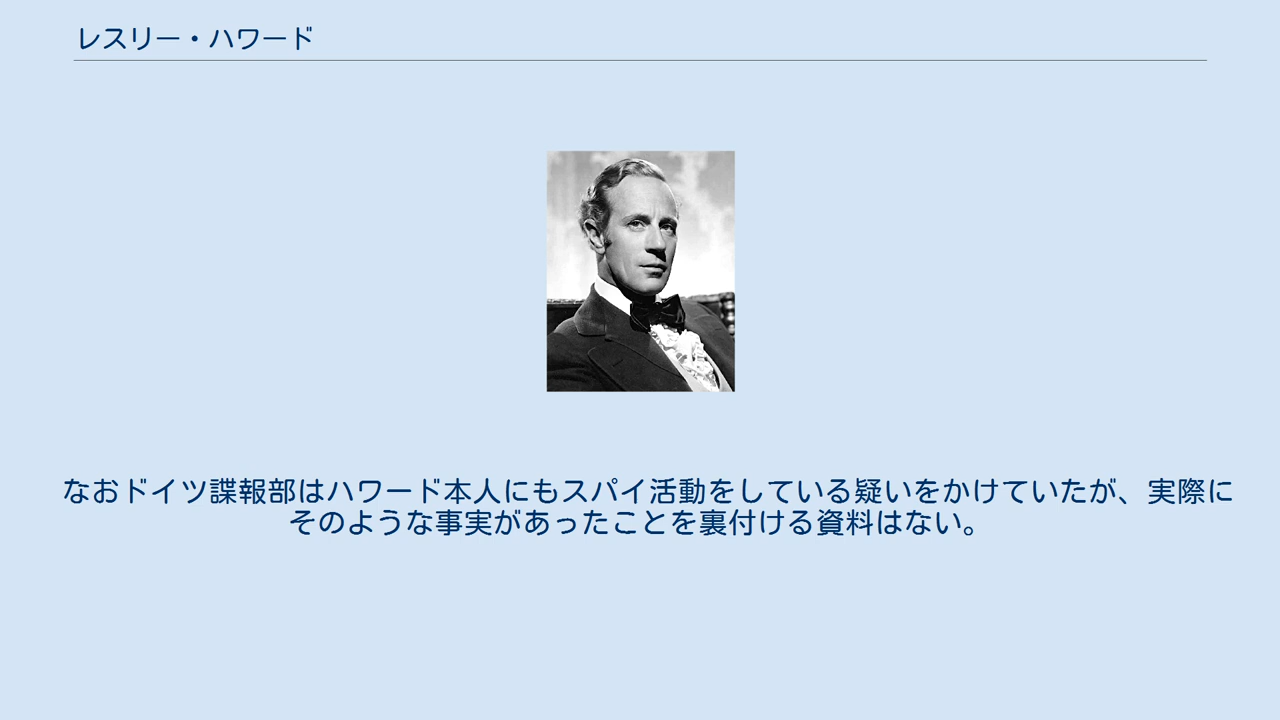 レスリー・ハワード
なおドイツ諜報部はハワード本人にもスパイ活動をしている疑いをかけていたが、実際に
そのような事実があったことを裏付ける資料はない。